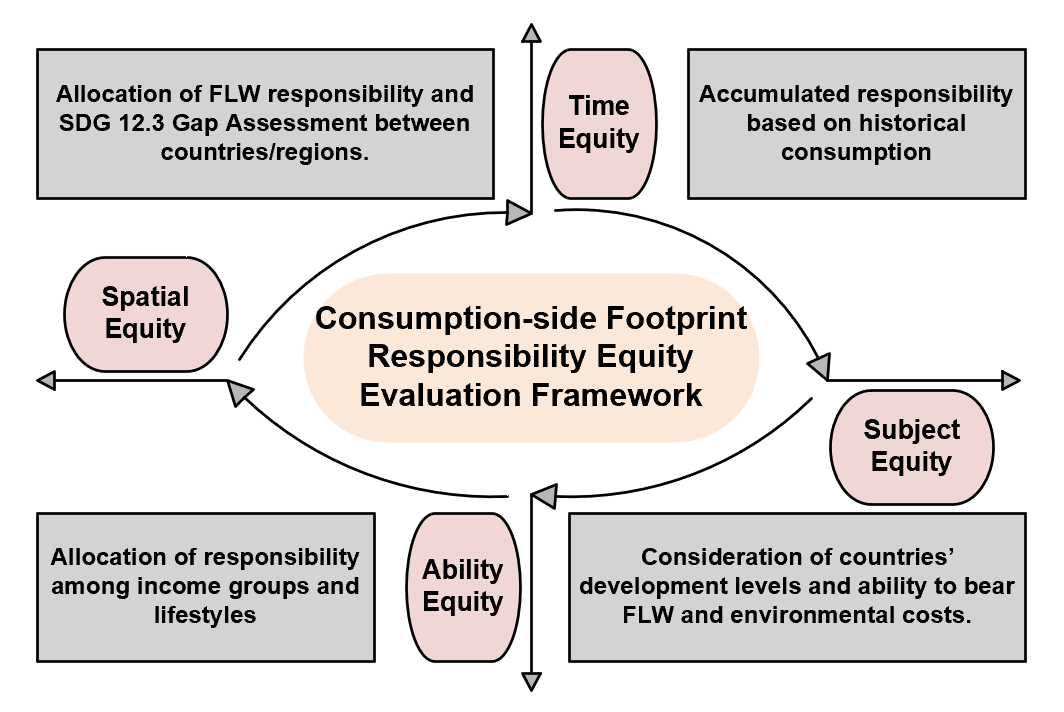 Allocation of FLW responsibility and
SDG 12.3 Gap Assessment between
countries/regions.
Time
Equity
Accumulated responsibility
based on historical
consumption
Spatial
Equity
Consumption-side Footprint
Responsibility Equity
Evaluation Framework
Subject
Equity
Allocation of responsibility
among income groups and
lifestyles
Ability
Equity
Consideration of countries’
development levels and ability to bear
FLW and environmental costs.